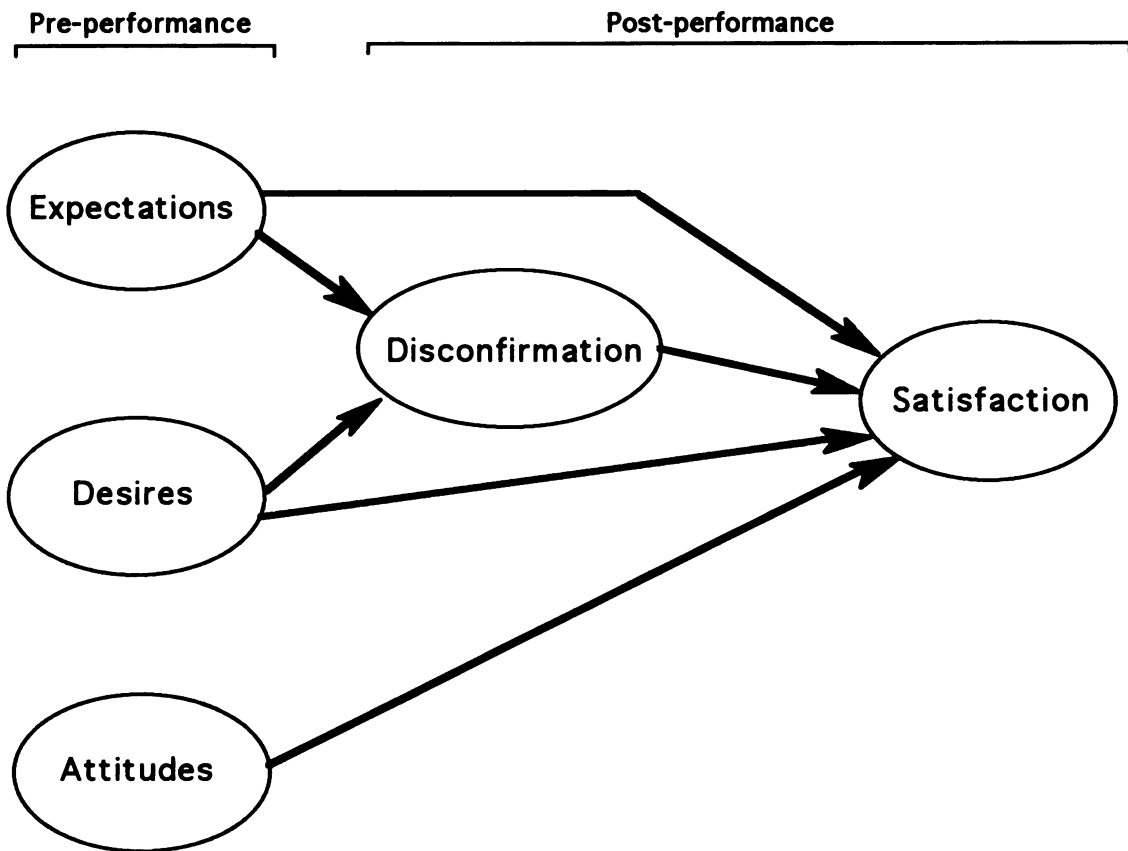 Pre-performance
Post-performance
Expectations
Disconfirmation
Satisfaction
Desires
Attitudes